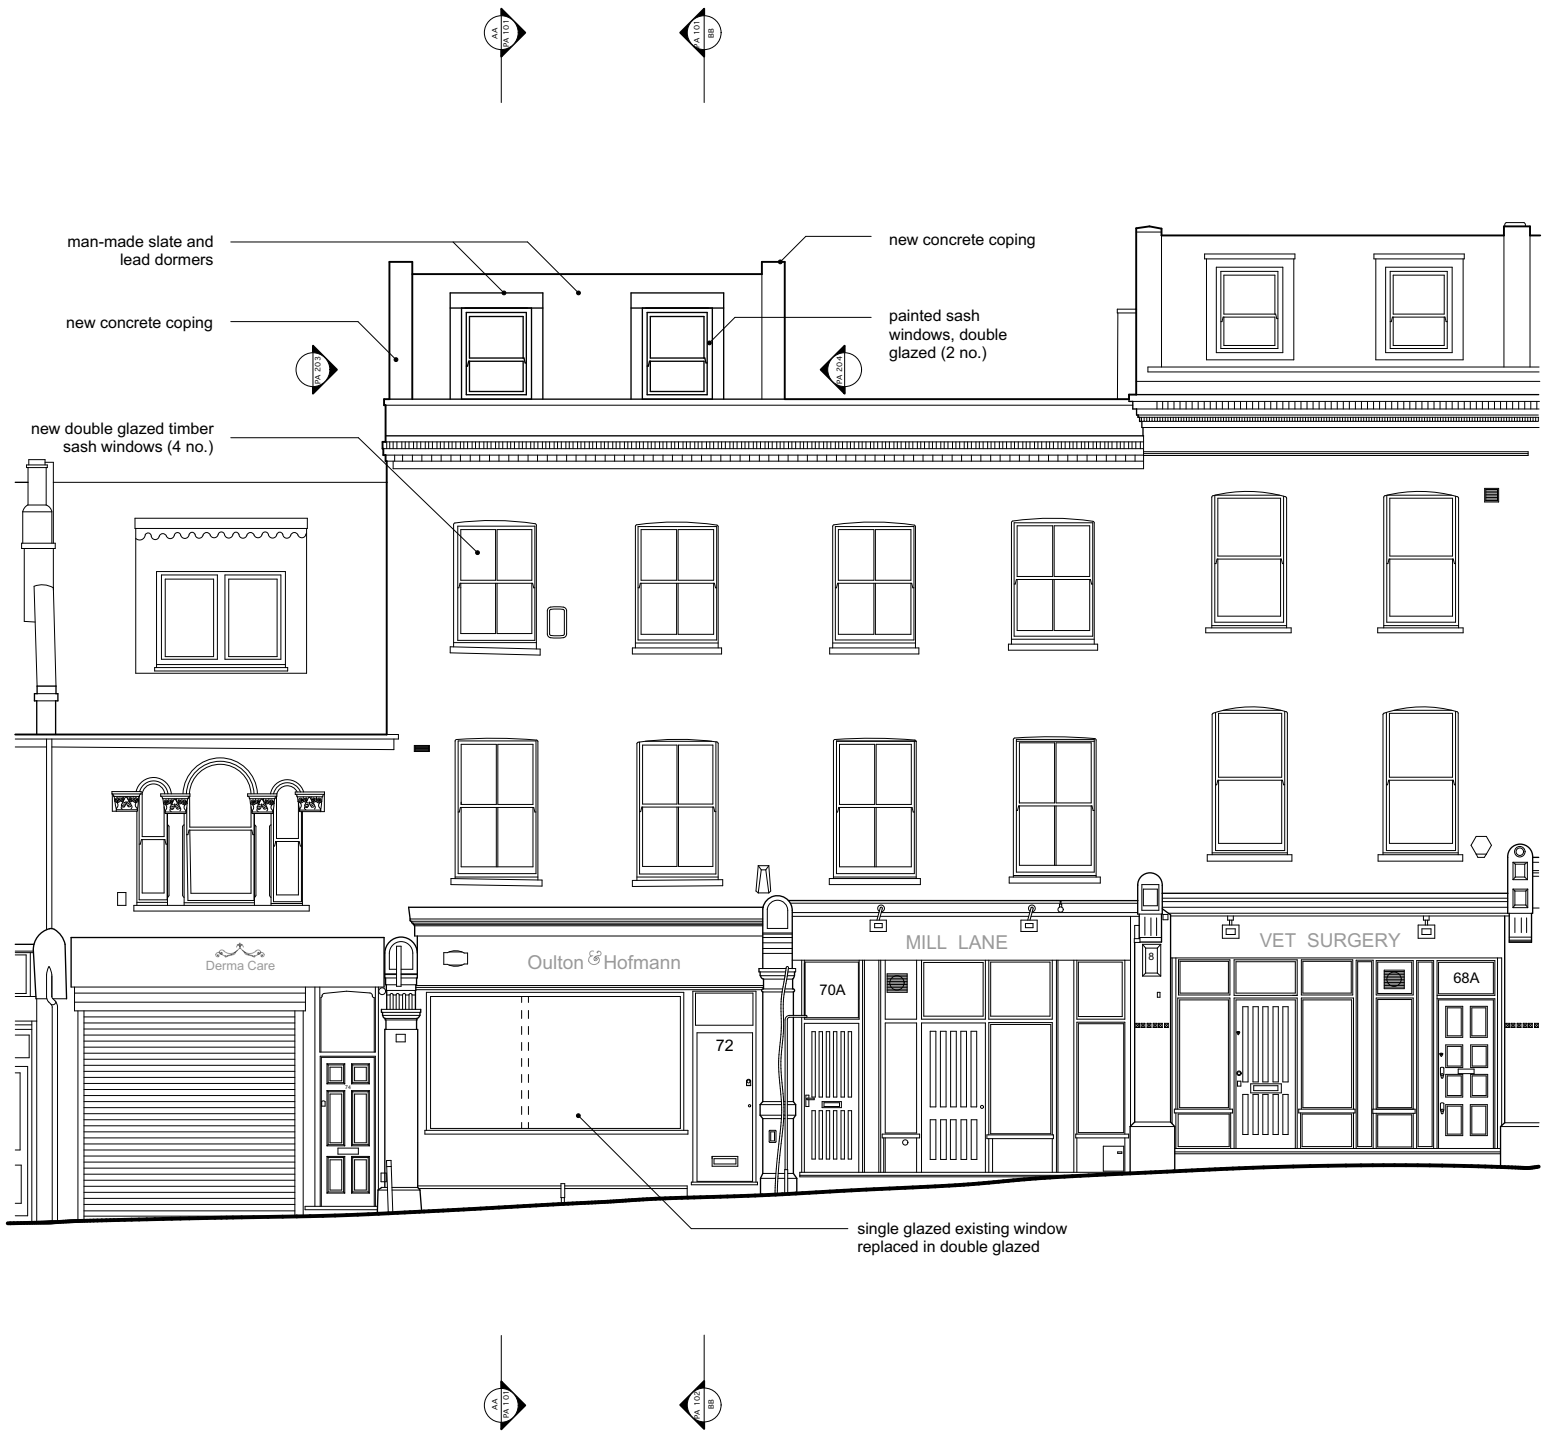 AA
PA 101
PA 101
BB
man-made slate and
lead dormers
new concrete coping
new concrete coping
painted sash
windows, double
glazed (2 no.)
PA 203
PA 204
new double glazed timber
sash windows (4 no.)
Derma Care
Oulton & Hofmann
MILL LANE
VET SURGERY
8
70A
68A
72
74
single glazed existing window
replaced in double glazed
AA
PA 101
PA 102
BB